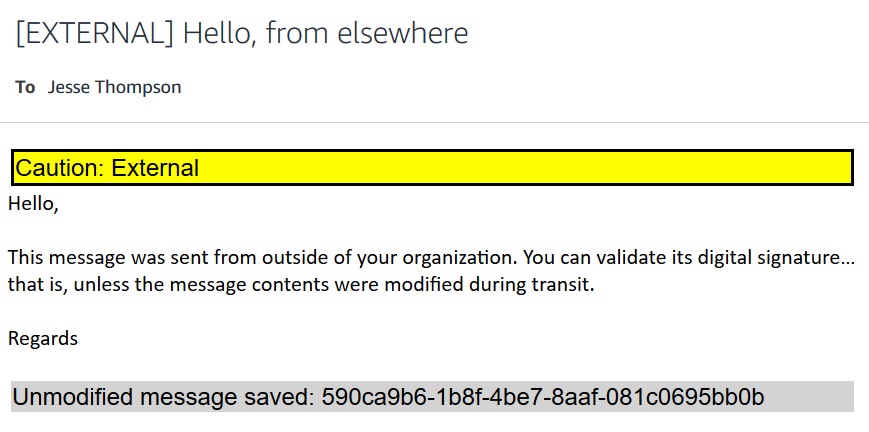 [EXTERNAL] Hello, from elsewhere
To Jesse Thompson
Caution: External
Hello,
This message was sent from outside of your organization. You can validate its digital signature...
that is, unless the message contents were modified during transit.
Regards
Unmodified message saved: 590ca9b6-1b8f-4be7-8aaf-081c0695bb0b